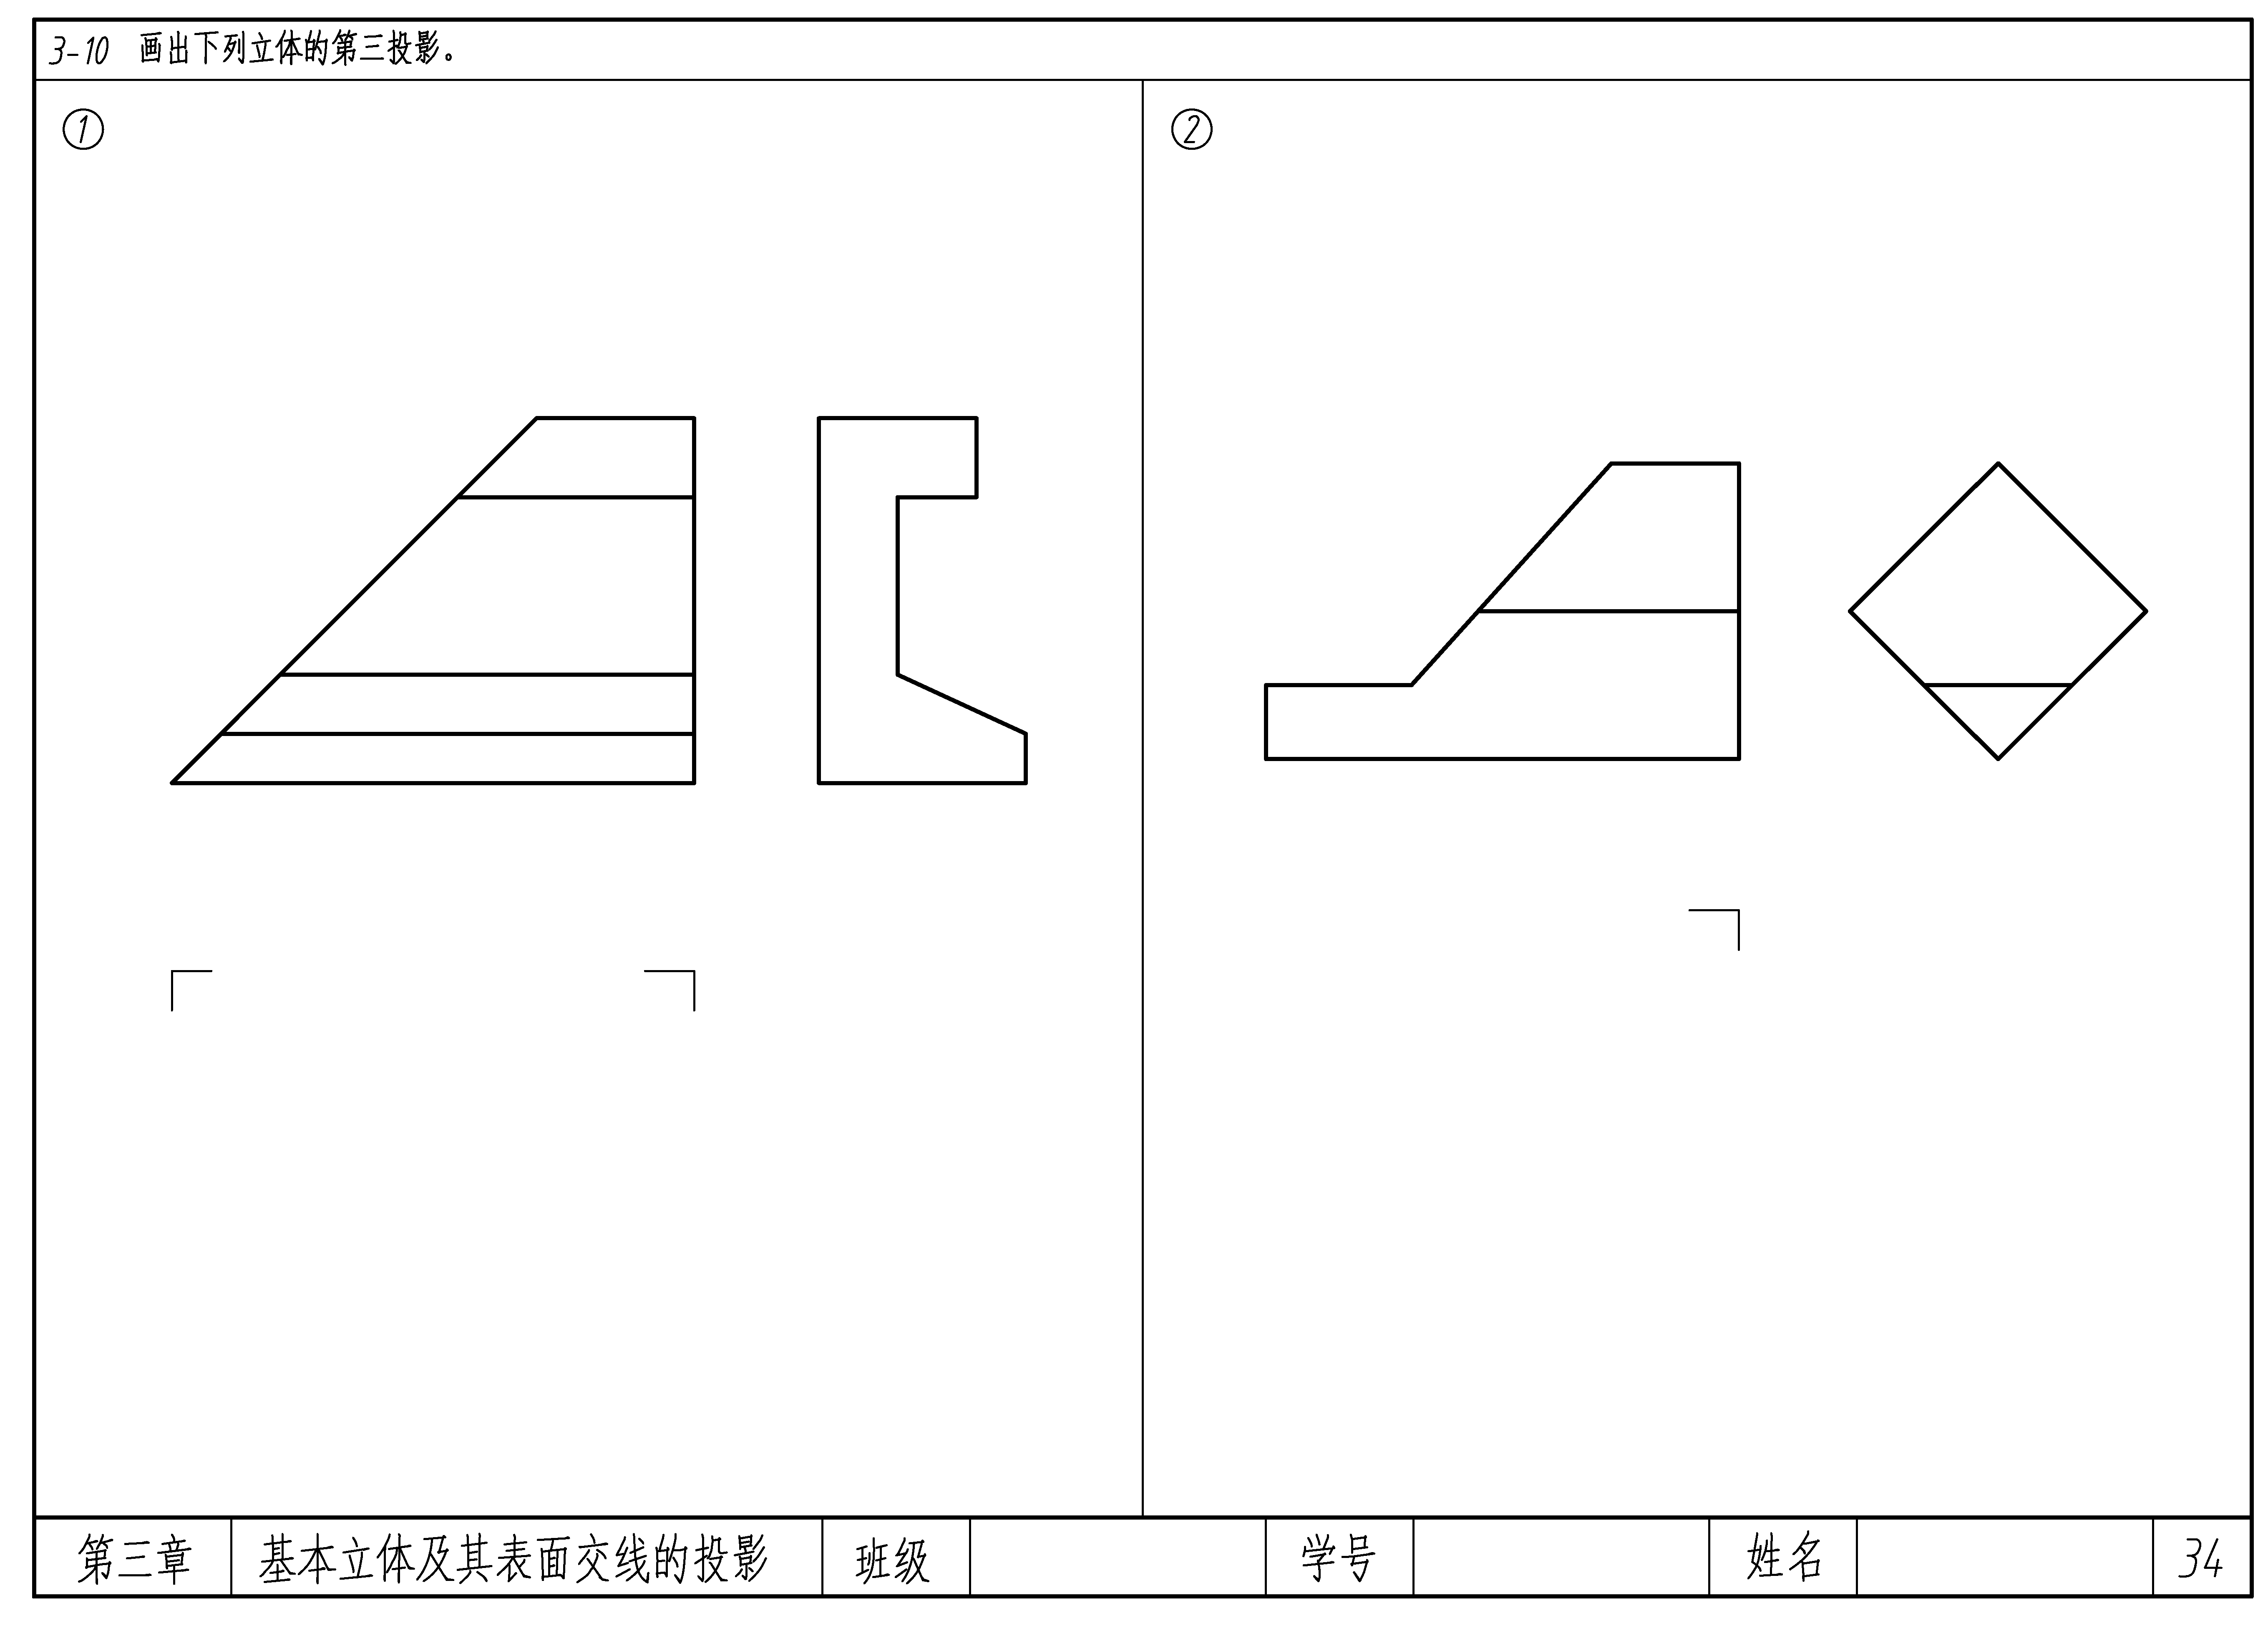 3-10 画出下列立体的第三投影。
①
②
第三章 基本立体及其表面交线的投影 班级 学号 姓名 34